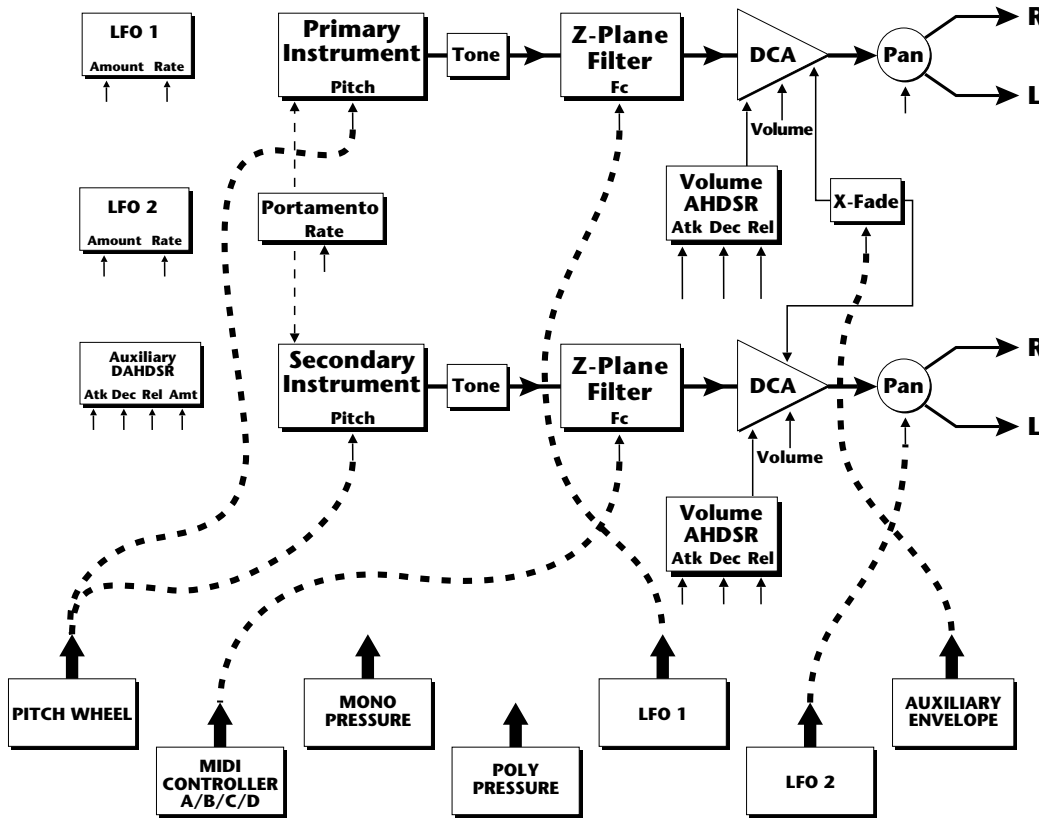 LFO 1
Amount Rate
Primary
Instrument
Pitch
Tone
Z-Plane
Filter
Fc
DCA
Volume
Pan
R
L
LFO 2
Amount Rate
Portamento
Rate
Volume
AHDSR
Atk Dec Rel
X-Fade
Auxiliary
DAHDSR
Atk Dec Rel Amt
Secondary
Instrument
Pitch
Tone
Z-Plane
Filter
Fc
DCA
Volume
Pan
R
L
Volume
AHDSR
Atk Dec Rel
PITCH WHEEL
MIDI
CONTROLLER
A/B/C/D
MONO
PRESSURE
POLY
PRESSURE
LFO 1
LFO 2
AUXILIARY
ENVELOPE